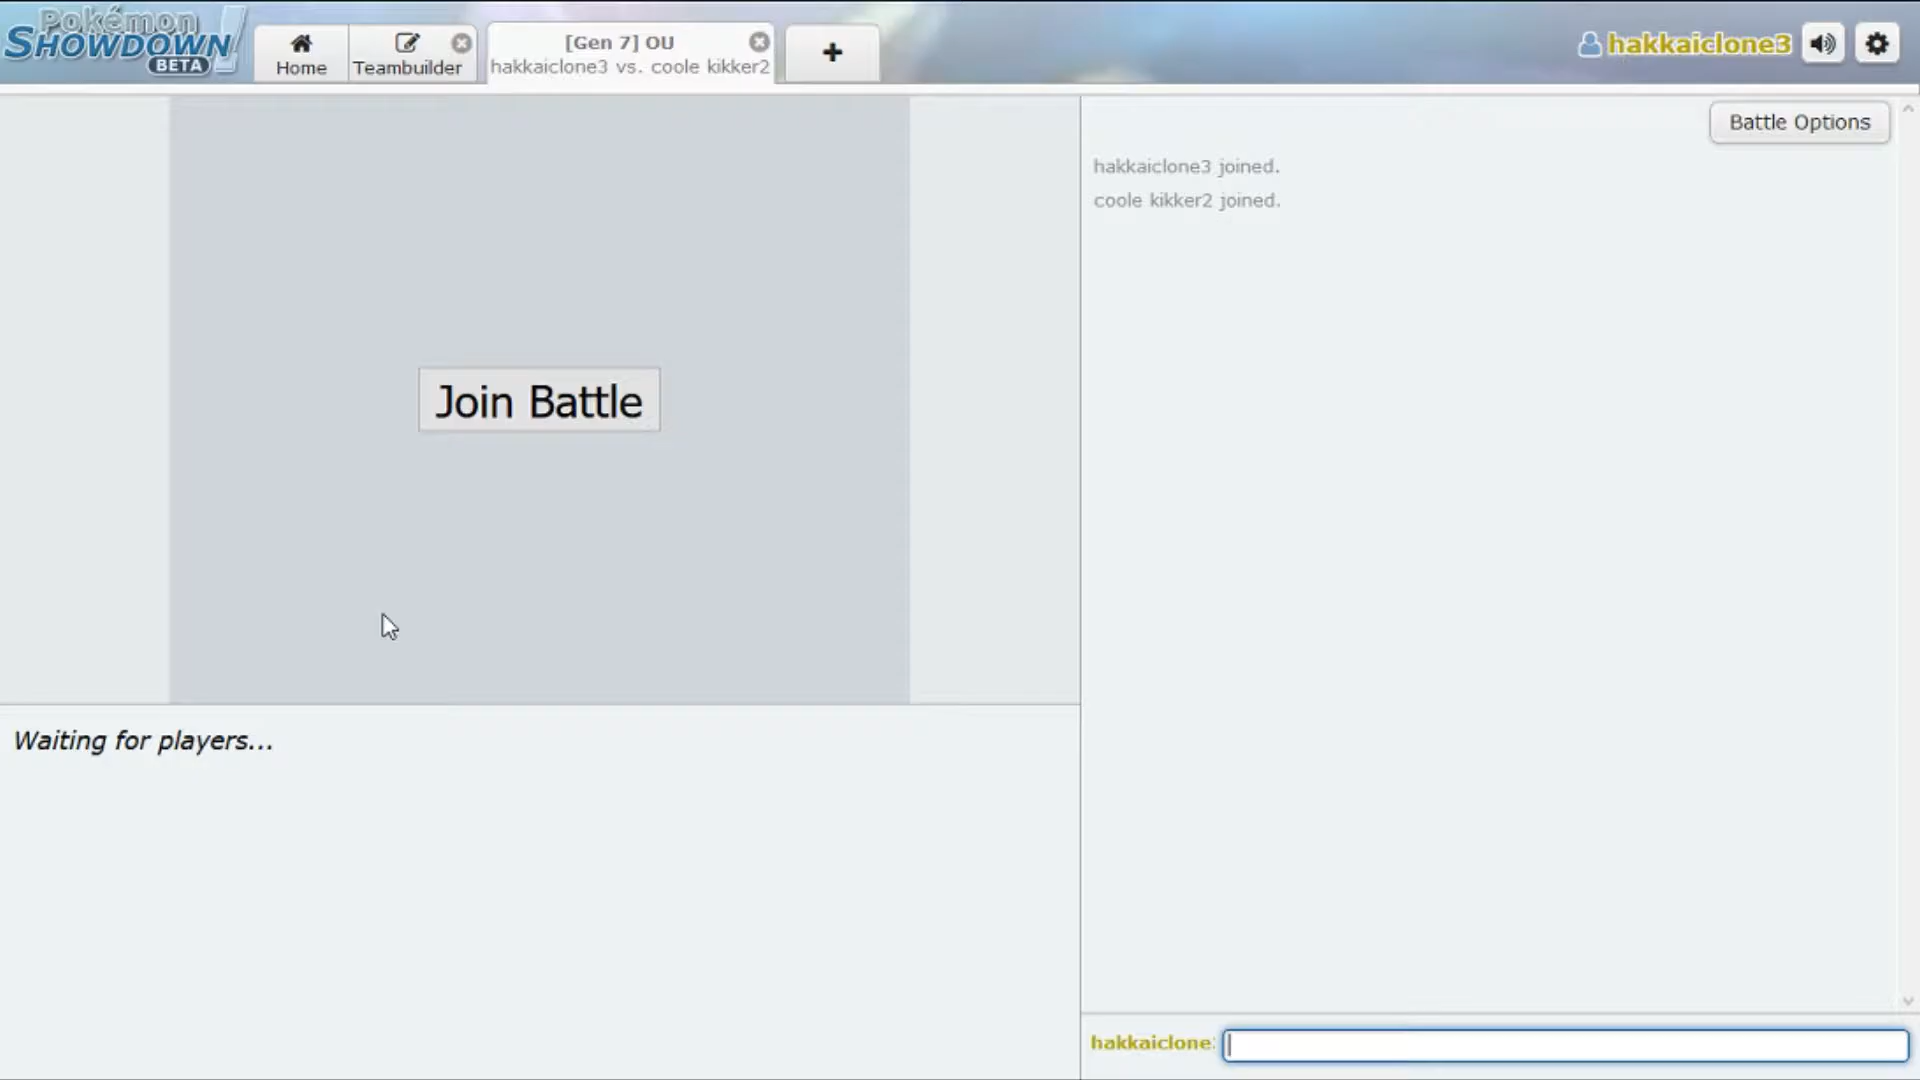 Pokémon
SHOWDOWN!
BETA
Home
Teambuilder
[Gen 7] OU
hakkaiclone3 vs. coole kikker2
+
hakkaiclone3
Battle Options
hakkaiclone3 joined.
coole kikker2 joined.
Join Battle
Waiting for players...
hakkaiclone: